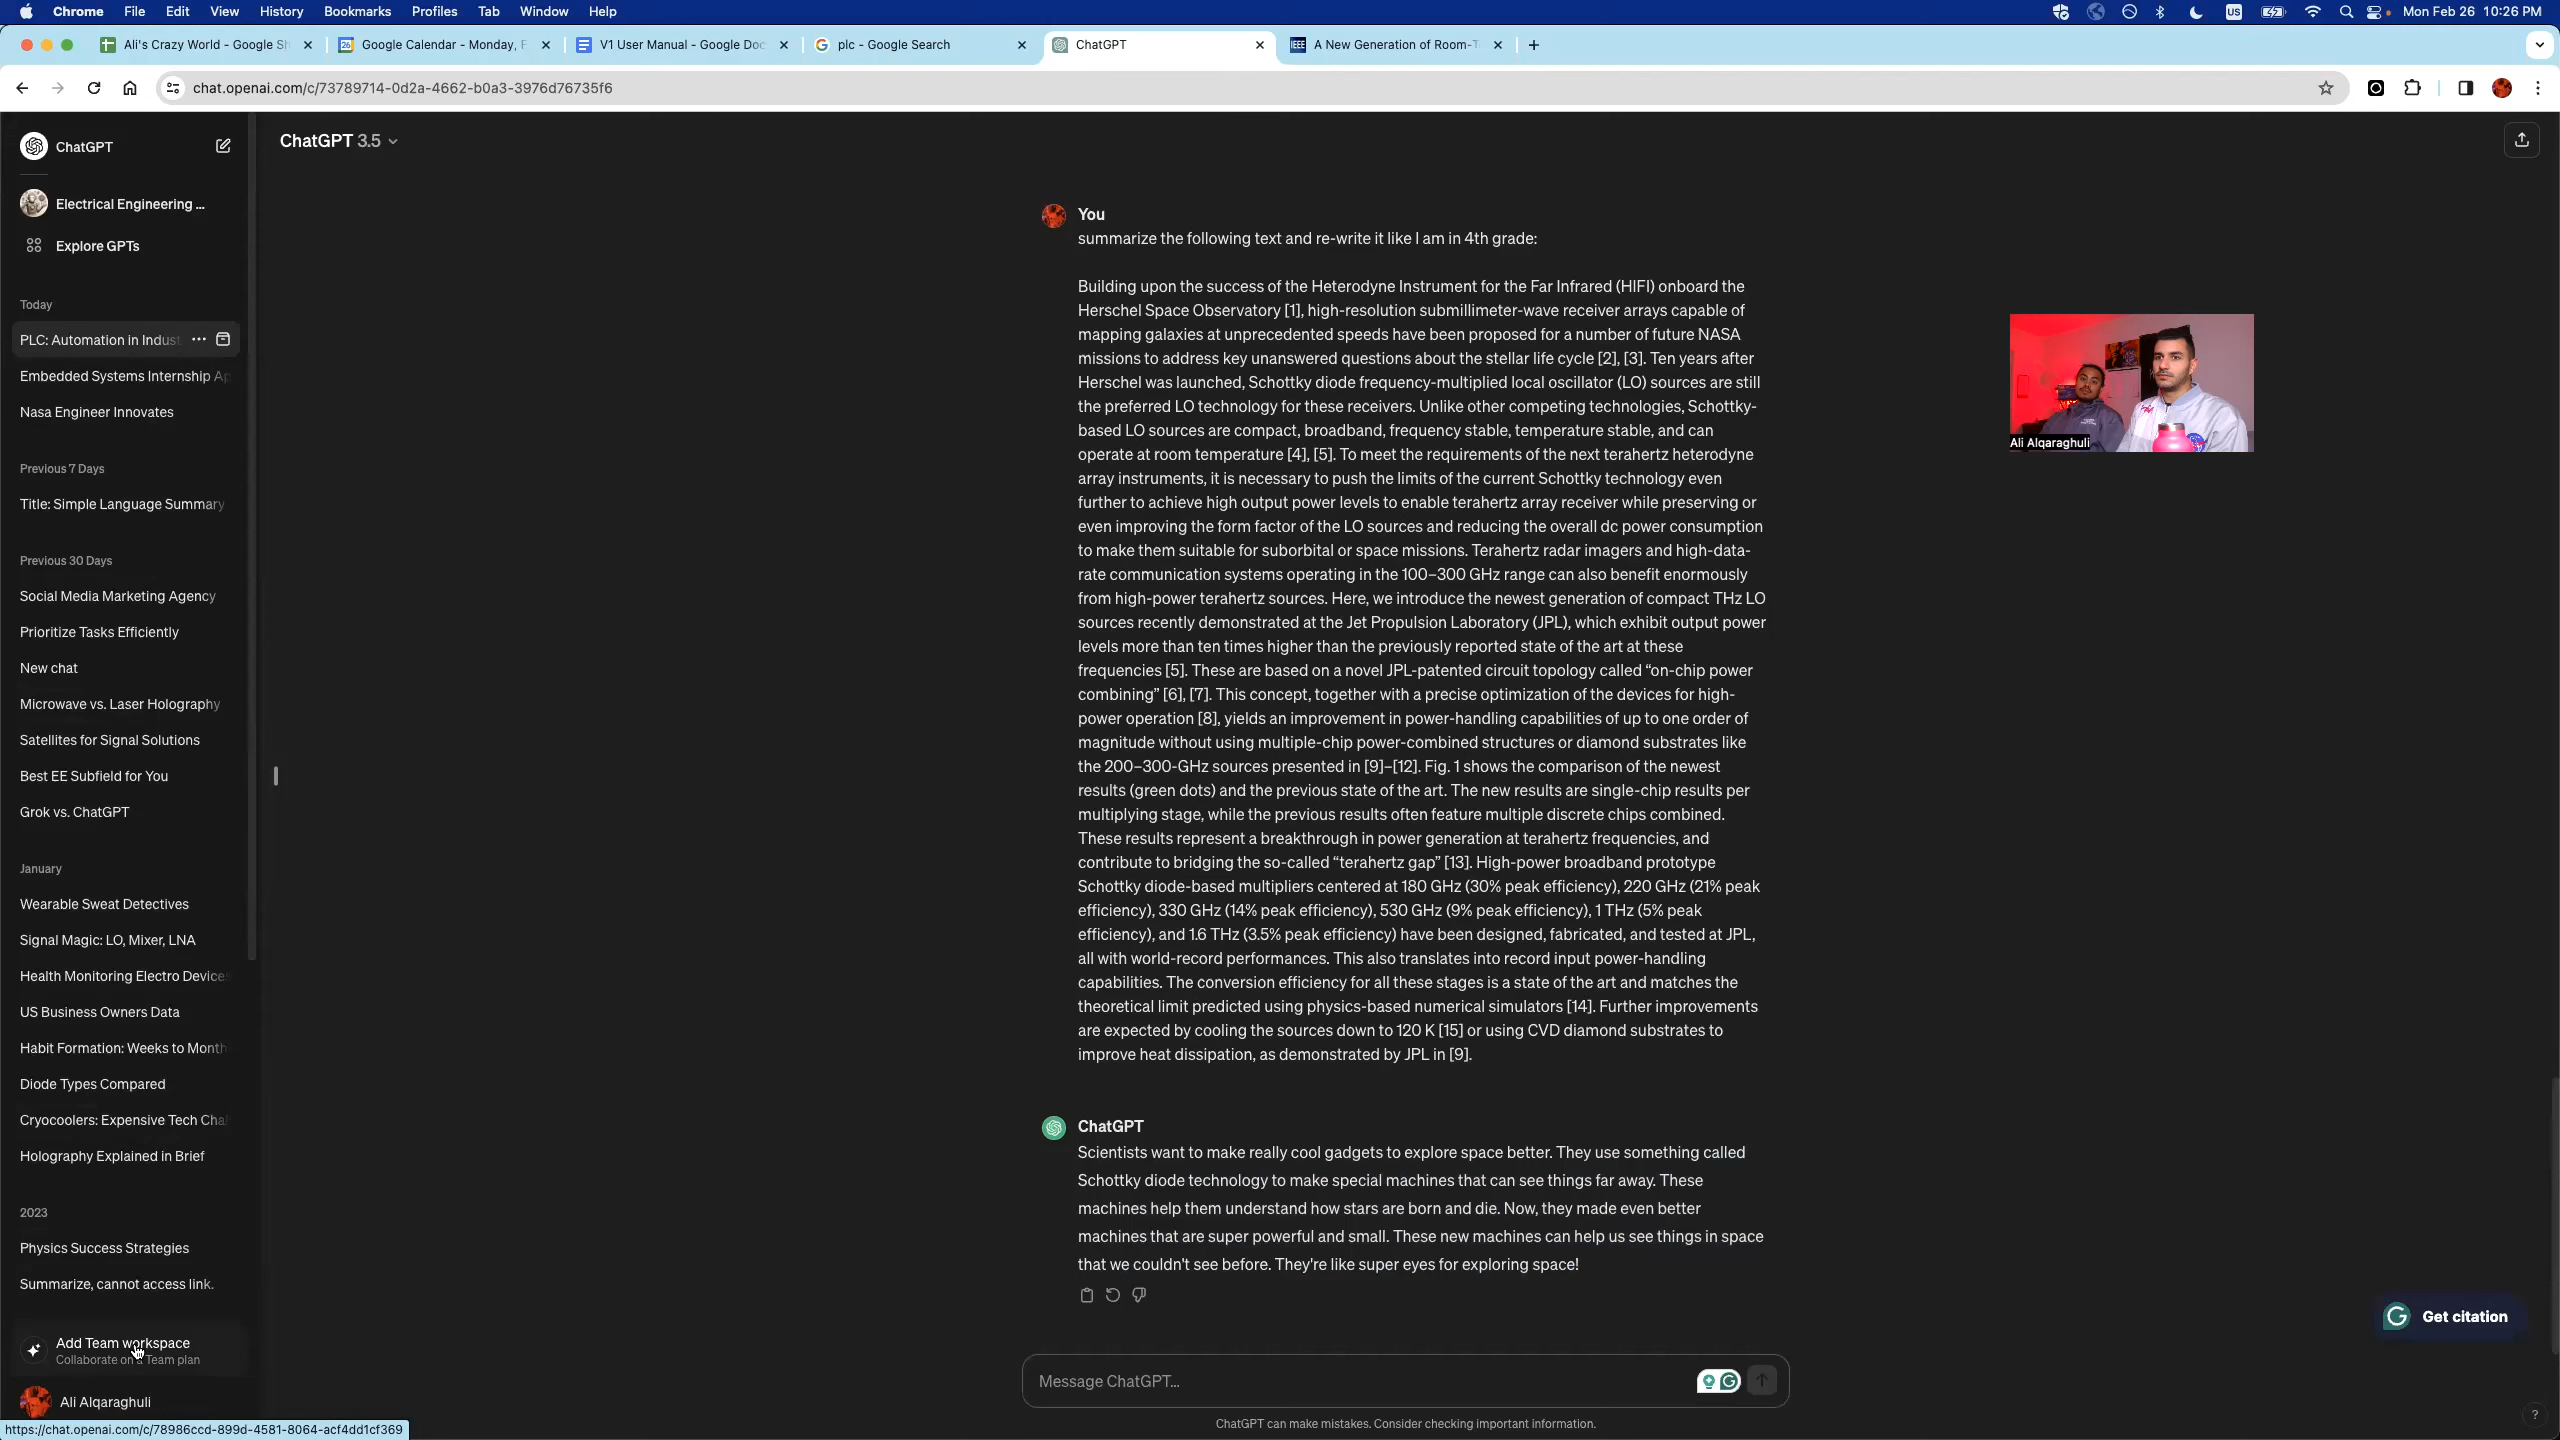 Chrome File Edit View History Bookmarks Profiles Tab Window Help US Mon Feb 26 10:26 PM
Ali's Crazy World - Google Sh 26 Google Calendar - Monday, F V1 User Manual - Google Doc plc - Google Search ChatGPT IEEE A New Generation of Room-T
chat.openai.com/c/73789714-0d2a-4662-b0a3-3976d76735f6
ChatGPT
Electrical Engineering ...
Explore GPTs
Today
PLC: Automation in Indust
Embedded Systems Internship Ap
Nasa Engineer Innovates
Previous 7 Days
Title: Simple Language Summary
Previous 30 Days
Social Media Marketing Agency
Prioritize Tasks Efficiently
New chat
Microwave vs. Laser Holography
Satellites for Signal Solutions
Best EE Subfield for You
Grok vs. ChatGPT
January
Wearable Sweat Detectives
Signal Magic: LO, Mixer, LNA
Health Monitoring Electro Devices
US Business Owners Data
Habit Formation: Weeks to Month
Diode Types Compared
Cryocoolers: Expensive Tech Chal
Holography Explained in Brief
2023
Physics Success Strategies
Summarize, cannot access link.
Add Team workspace
Collaborate on a Team plan
Ali Alqaraghuli
https://chat.openai.com/c/78986ccd-899d-4581-8064-acf4dd1cf369
ChatGPT 3.5
You
summarize the following text and re-write it like I am in 4th grade:
Building upon the success of the Heterodyne Instrument for the Far Infrared (HIFI) onboard the
Herschel Space Observatory [1], high-resolution submillimeter-wave receiver arrays capable of
mapping galaxies at unprecedented speeds have been proposed for a number of future NASA
missions to address key unanswered questions about the stellar life cycle [2], [3]. Ten years after
Herschel was launched, Schottky diode frequency-multiplied local oscillator (LO) sources are still
the preferred LO technology for these receivers. Unlike other competing technologies, Schottky-
based LO sources are compact, broadband, frequency stable, temperature stable, and can
operate at room temperature [4], [5]. To meet the requirements of the next terahertz heterodyne
array instruments, it is necessary to push the limits of the current Schottky technology even
further to achieve high output power levels to enable terahertz array receiver while preserving or
even improving the form factor of the LO sources and reducing the overall dc power consumption
to make them suitable for suborbital or space missions. Terahertz radar imagers and high-data-
rate communication systems operating in the 100–300 GHz range can also benefit enormously
from high-power terahertz sources. Here, we introduce the newest generation of compact THz LO
sources recently demonstrated at the Jet Propulsion Laboratory (JPL), which exhibit output power
levels more than ten times higher than the previously reported state of the art at these
frequencies [5]. These are based on a novel JPL-patented circuit topology called “on-chip power
combining” [6], [7]. This concept, together with a precise optimization of the devices for high-
power operation [8], yields an improvement in power-handling capabilities of up to one order of
magnitude without using multiple-chip power-combined structures or diamond substrates like
the 200–300-GHz sources presented in [9]–[12]. Fig. 1 shows the comparison of the newest
results (green dots) and the previous state of the art. The new results are single-chip results per
multiplying stage, while the previous results often feature multiple discrete chips combined.
These results represent a breakthrough in power generation at terahertz frequencies, and
contribute to bridging the so-called “terahertz gap” [13]. High-power broadband prototype
Schottky diode-based multipliers centered at 180 GHz (30% peak efficiency), 220 GHz (21% peak
efficiency), 330 GHz (14% peak efficiency), 530 GHz (9% peak efficiency), 1 THz (5% peak
efficiency), and 1.6 THz (3.5% peak efficiency) have been designed, fabricated, and tested at JPL,
all with world-record performances. This also translates into record input power-handling
capabilities. The conversion efficiency for all these stages is a state of the art and matches the
theoretical limit predicted using physics-based numerical simulators [14]. Further improvements
are expected by cooling the sources down to 120 K [15] or using CVD diamond substrates to
improve heat dissipation, as demonstrated by JPL in [9].
ChatGPT
Scientists want to make really cool gadgets to explore space better. They use something called
Schottky diode technology to make special machines that can see things far away. These
machines help them understand how stars are born and die. Now, they made even better
machines that are super powerful and small. These new machines can help us see things in space
that we couldn't see before. They're like super eyes for exploring space!
Message ChatGPT...
ChatGPT can make mistakes. Consider checking important information.
Ali Alqaraghuli
Get citation
?